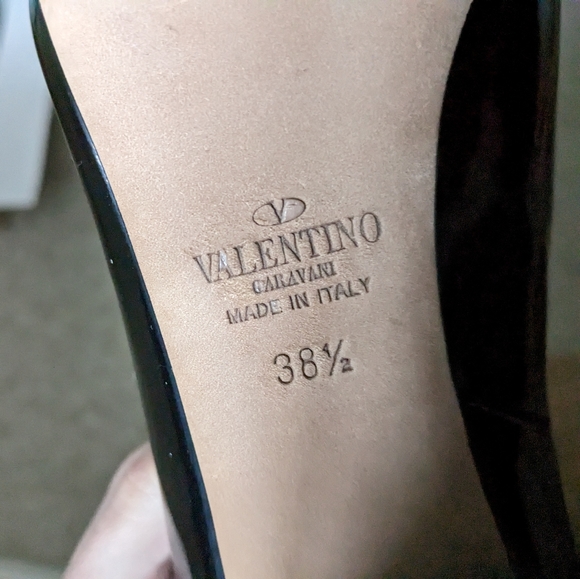 V
VALENTINO
GARAVANI
MADE IN ITALY
38½